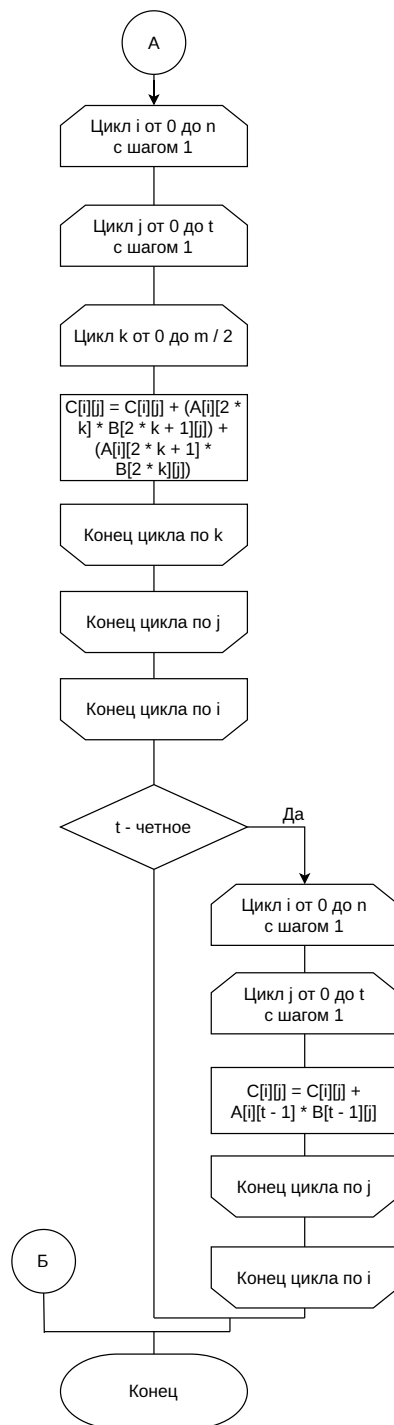 А
Цикл i от 0 до n
с шагом 1
Цикл j от 0 до t
с шагом 1
Цикл k от 0 до m / 2
C[i][j] = C[i][j] + (A[i][2 *
k] * B[2 * k + 1][j]) +
(A[i][2 * k + 1] *
B[2 * k][j])
Конец цикла по k
Конец цикла по j
Конец цикла по i
t - четное
Да
Цикл i от 0 до n
с шагом 1
Цикл j от 0 до t
с шагом 1
C[i][j] = C[i][j] +
A[i][t - 1] * B[t - 1][j]
Конец цикла по j
Б
Конец цикла по i
Конец